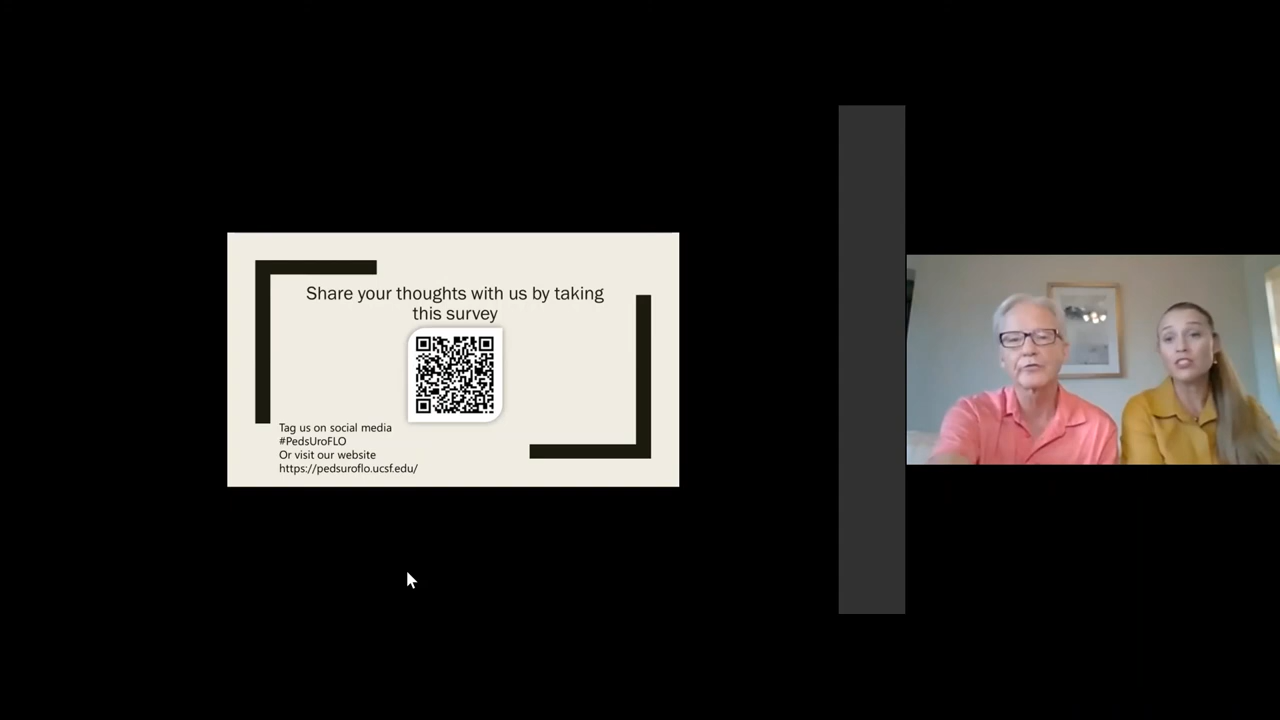 Share your thoughts with us by taking
this survey
Tag us on social media
#PedsUroFLO
Or visit our website
https://pedsuroflo.ucsf.edu/